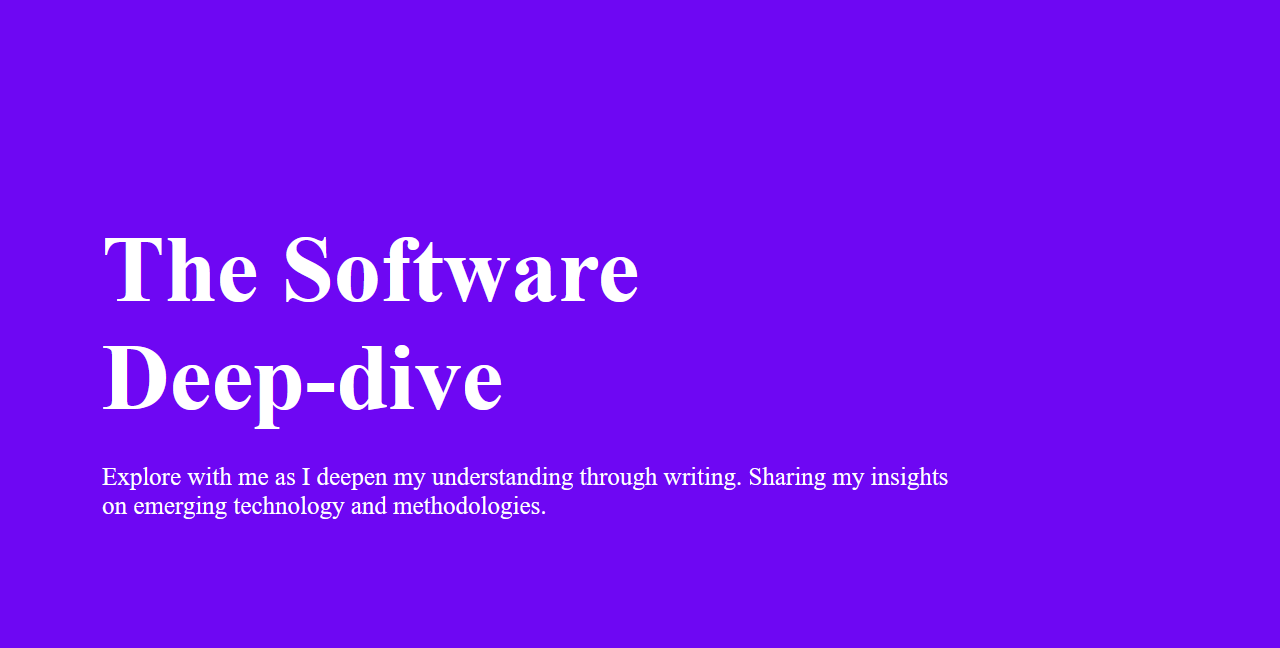 The Software
Deep-dive
Explore with me as I deepen my understanding through writing. Sharing my insights
on emerging technology and methodologies.